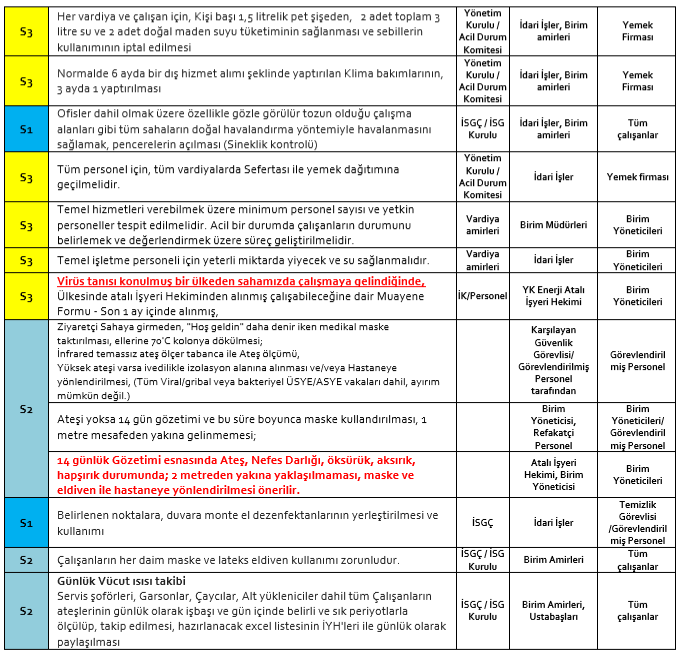 S3
Her vardiya ve çalışan için, Kişi başı 1,5 litrelik pet şişeden, 2 adet toplam 3
litre su ve 2 adet doğal maden suyu tüketiminin sağlanması ve sebillerin
kullanımının iptal edilmesi
Yönetim
Kurulu /
Acil Durum
Komitesi
İdari İşler, Birim
amirleri
Yemek
Firması
S3
Normalde 6 ayda bir dış hizmet alımı şeklinde yaptırılan Klima bakımlarının,
3 ayda 1 yaptırılması
Yönetim
Kurulu /
Acil Durum
Komitesi
İdari İşler, Birim
amirleri
Yemek
Firması
S1
Ofisler dahil olmak üzere özellikle gözle görülür tozun olduğu çalışma
alanları gibi tüm sahaların doğal havalandırma yöntemiyle havalanmasını
sağlamak, pencerelerin açılması (Sineklik kontrolü)
İSGÇ / İSG
Kurulu
İdari İşler, Birim
amirleri
Tüm
çalışanlar
S3
Tüm personel için, tüm vardiyalarda Sefertası ile yemek dağıtımına
geçilmelidir.
Yönetim
Kurulu /
Acil Durum
Komitesi
İdari İşler
Yemek firması
S3
Temel hizmetleri verebilmek üzere minimum personel sayısı ve yetkin
personeller tespit edilmelidir. Acil bir durumda çalışanların durumunu
belirlemek ve değerlendirmek üzere süreç geliştirilmelidir.
Vardiya
amirleri
Birim Müdürleri
Birim
Yöneticileri
S3
Temel işletme personeli için yeterli miktarda yiyecek ve su sağlanmalıdır.
Vardiya
amirleri
İdari İşler
Birim
Yöneticileri
S3
Virüs tanısı konulmuş bir ülkeden sahamızda çalışmaya gelindiğinde,
Ülkesinde atalı İşyeri Hekiminden alınmış çalışabileceğine dair Muayene
Formu - Son 1 ay içinde alınmış,
İK/Personel
YK Enerji Atalı
İşyeri Hekimi
Birim
Yöneticileri
S2
Ziyaretçi Sahaya girmeden, "Hoş geldin" daha denir iken medikal maske
taktırılması, ellerine 70°C kolonya dökülmesi;
İnfrared temassız ateş ölçer tabanca ile Ateş ölçümü,
Yüksek ateşi varsa ivedilikle izolasyon alanına alınması ve/veya Hastaneye
yönlendirilmesi, (Tüm Viral/gribal veya bakteriyel ÜSYE/ASYE vakaları dahil, ayırım
mümkün değil.)
Karşılayan
Güvenlik
Görevlisi/
Görevlendirilmiş
Personel
tarafından
Görevlendiril
miş Personel
Ateşi yoksa 14 gün gözetimi ve bu süre boyunca maske kullandırılması, 1
metre mesafeden yakına gelinmemesi;
Birim
Yöneticisi,
Refakatçi
Personel
Birim
Yöneticileri/
Görevlendiril
miş Personel
14 günlük Gözetimi esnasında Ateş, Nefes Darlığı, öksürük, aksırık,
hapşırık durumunda; 2 metreden yakına yaklaşılmaması, maske ve
eldiven ile hastaneye yönlendirilmesi önerilir.
Atalı İşyeri
Hekimi, Birim
Yöneticisi
Birim
Yöneticileri
S1
Belirlenen noktalara, duvara monte el dezenfektanlarının yerleştirilmesi ve
kullanımı
İSGÇ
İdari İşler
Temizlik
Görevlisi
/Görevlendiril
miş Personel
S2
Çalışanların her daim maske ve lateks eldiven kullanımı zorunludur.
İSGÇ / İSG
Kurulu
Birim Amirleri
Tüm
çalışanlar
S2
Günlük Vücut ısısı takibi
Servis şoförleri, Garsonlar, Çaycılar, Alt yükleniciler dahil tüm Çalışanların
ateşlerinin günlük olarak işbaşı ve gün içinde belirli ve sık periyotlarla
ölçülüp, takip edilmesi, hazırlanacak excel listesinin İYH'leri ile günlük olarak
paylaşılması
İSGÇ / İSG
Kurulu
Birim Amirleri,
Ustabaşları
Tüm
çalışanlar